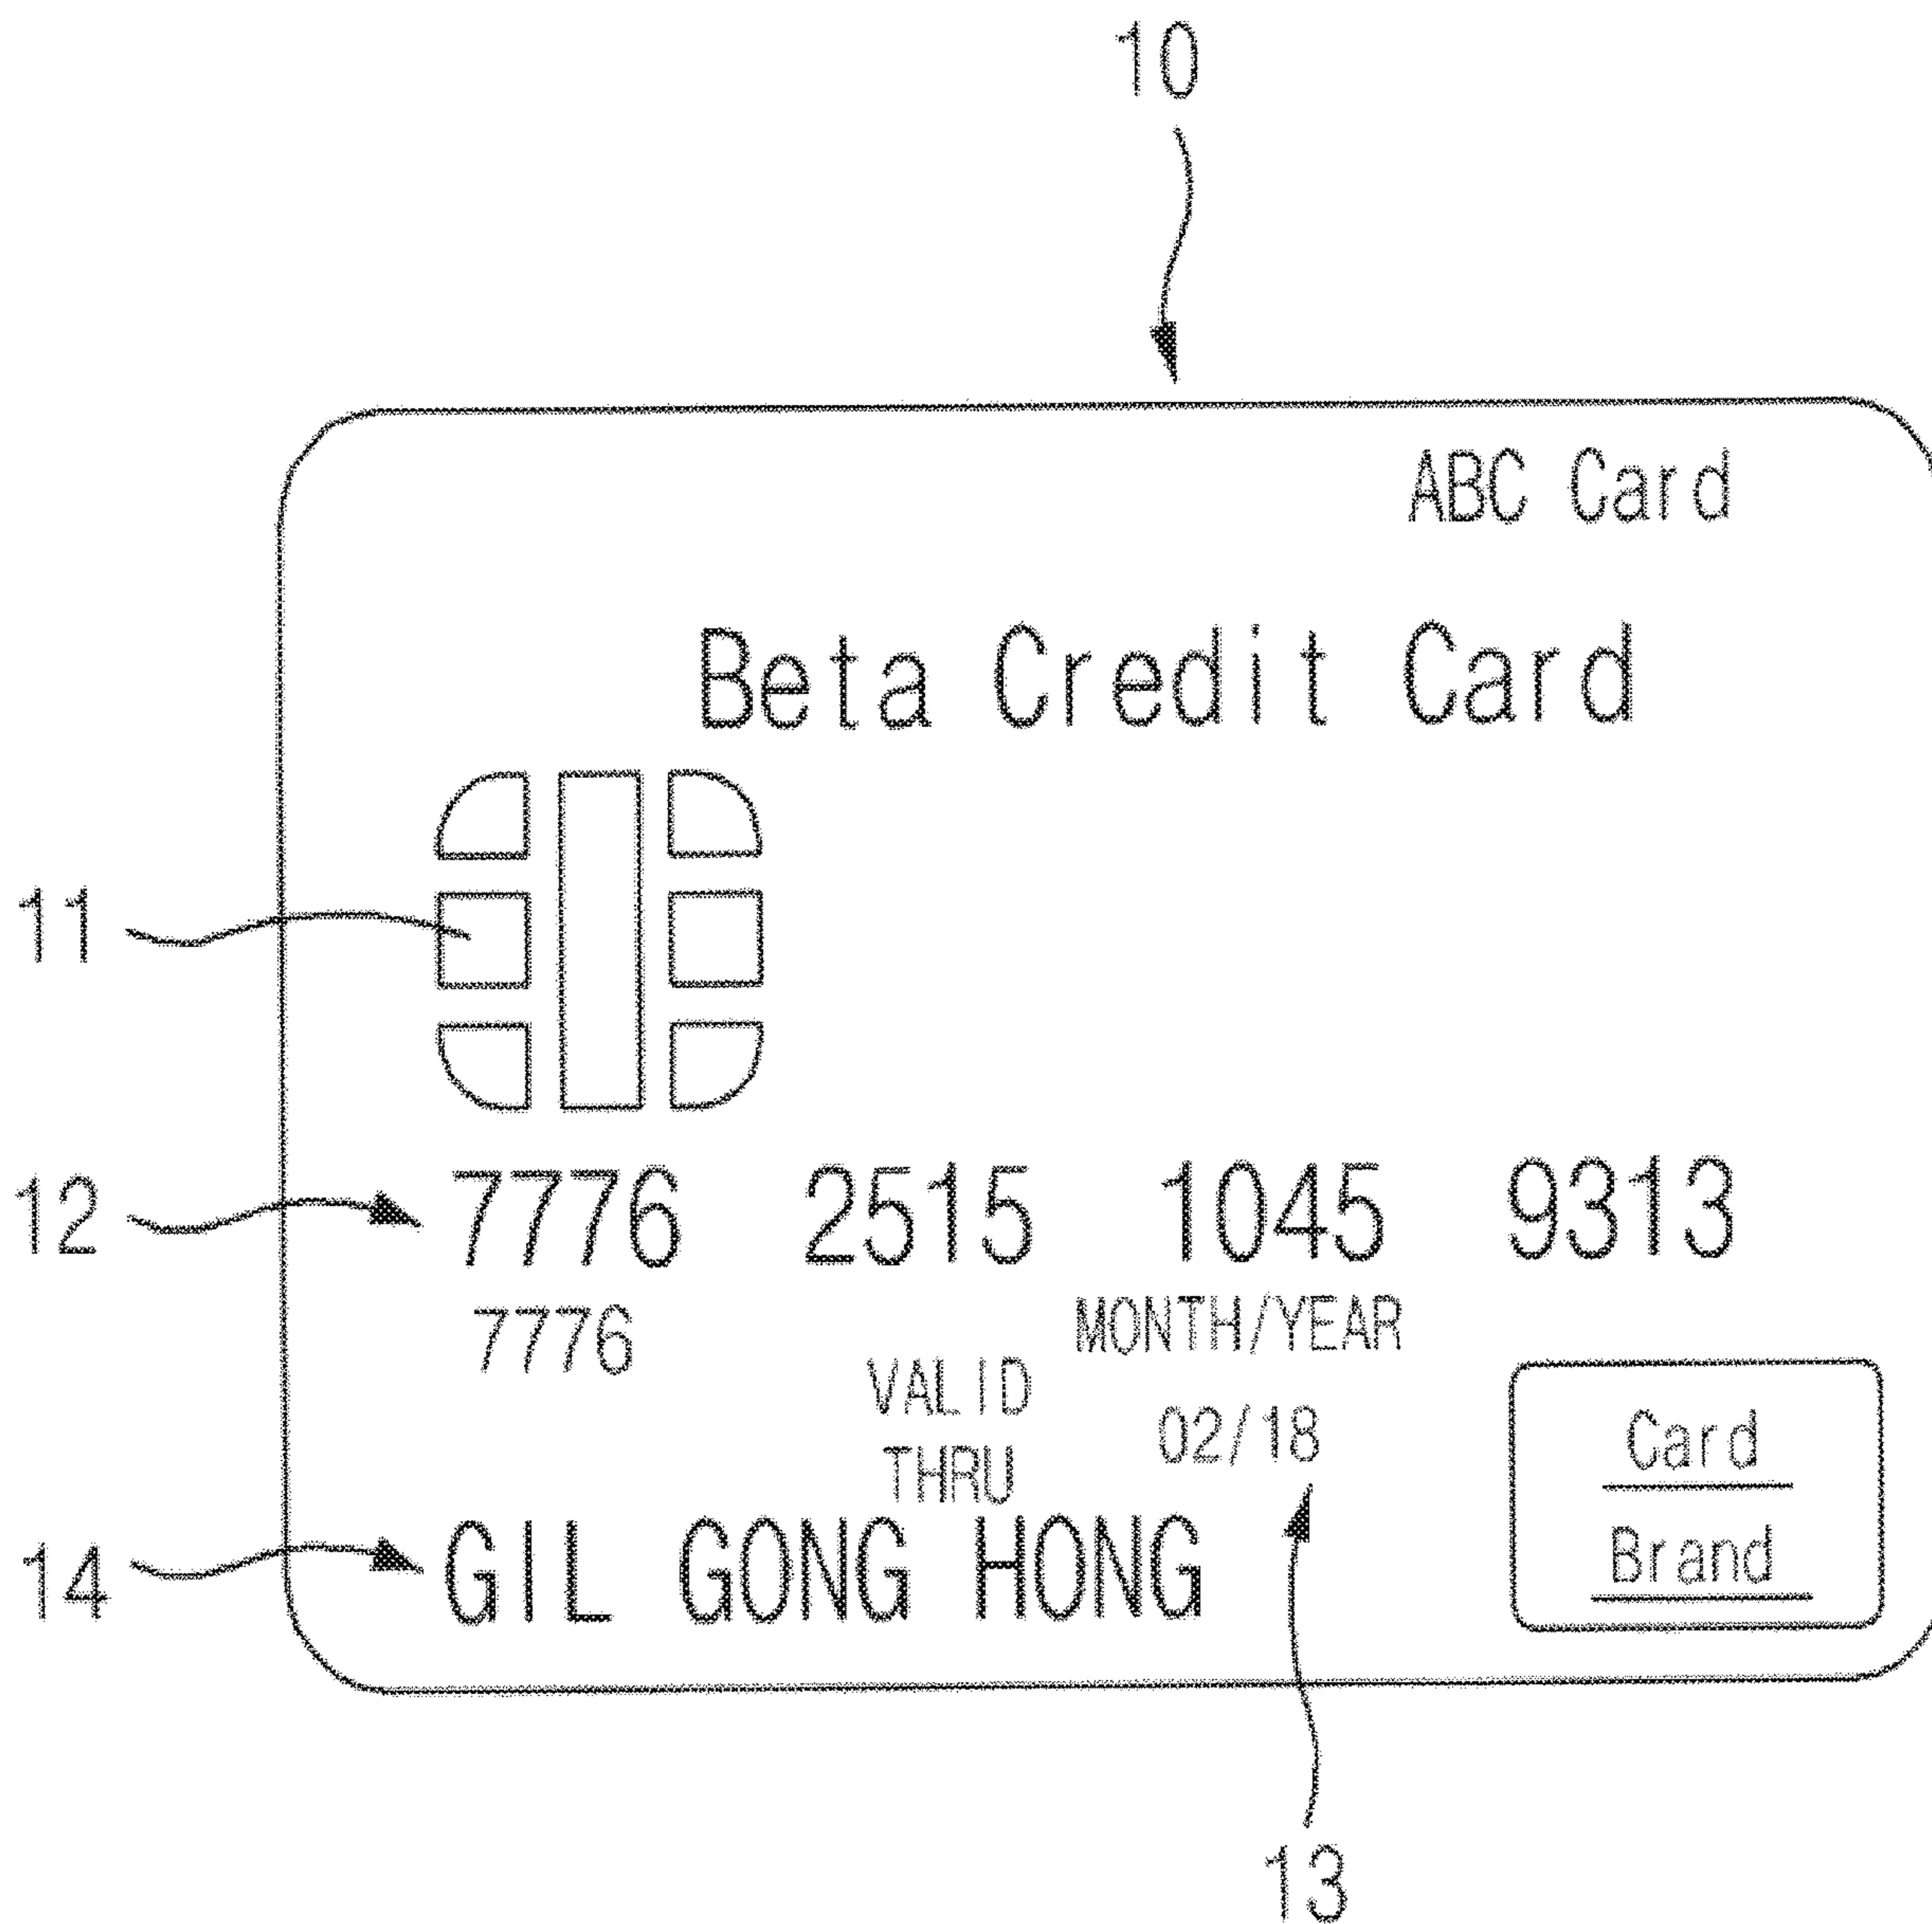 10
ABC Card
Beta Credit Card
11
12
7776 2515 1045 9313
7776
MONTH/YEAR
VALID
THRU
02/18
Card
Brand
14
GIL GONG HONG
13